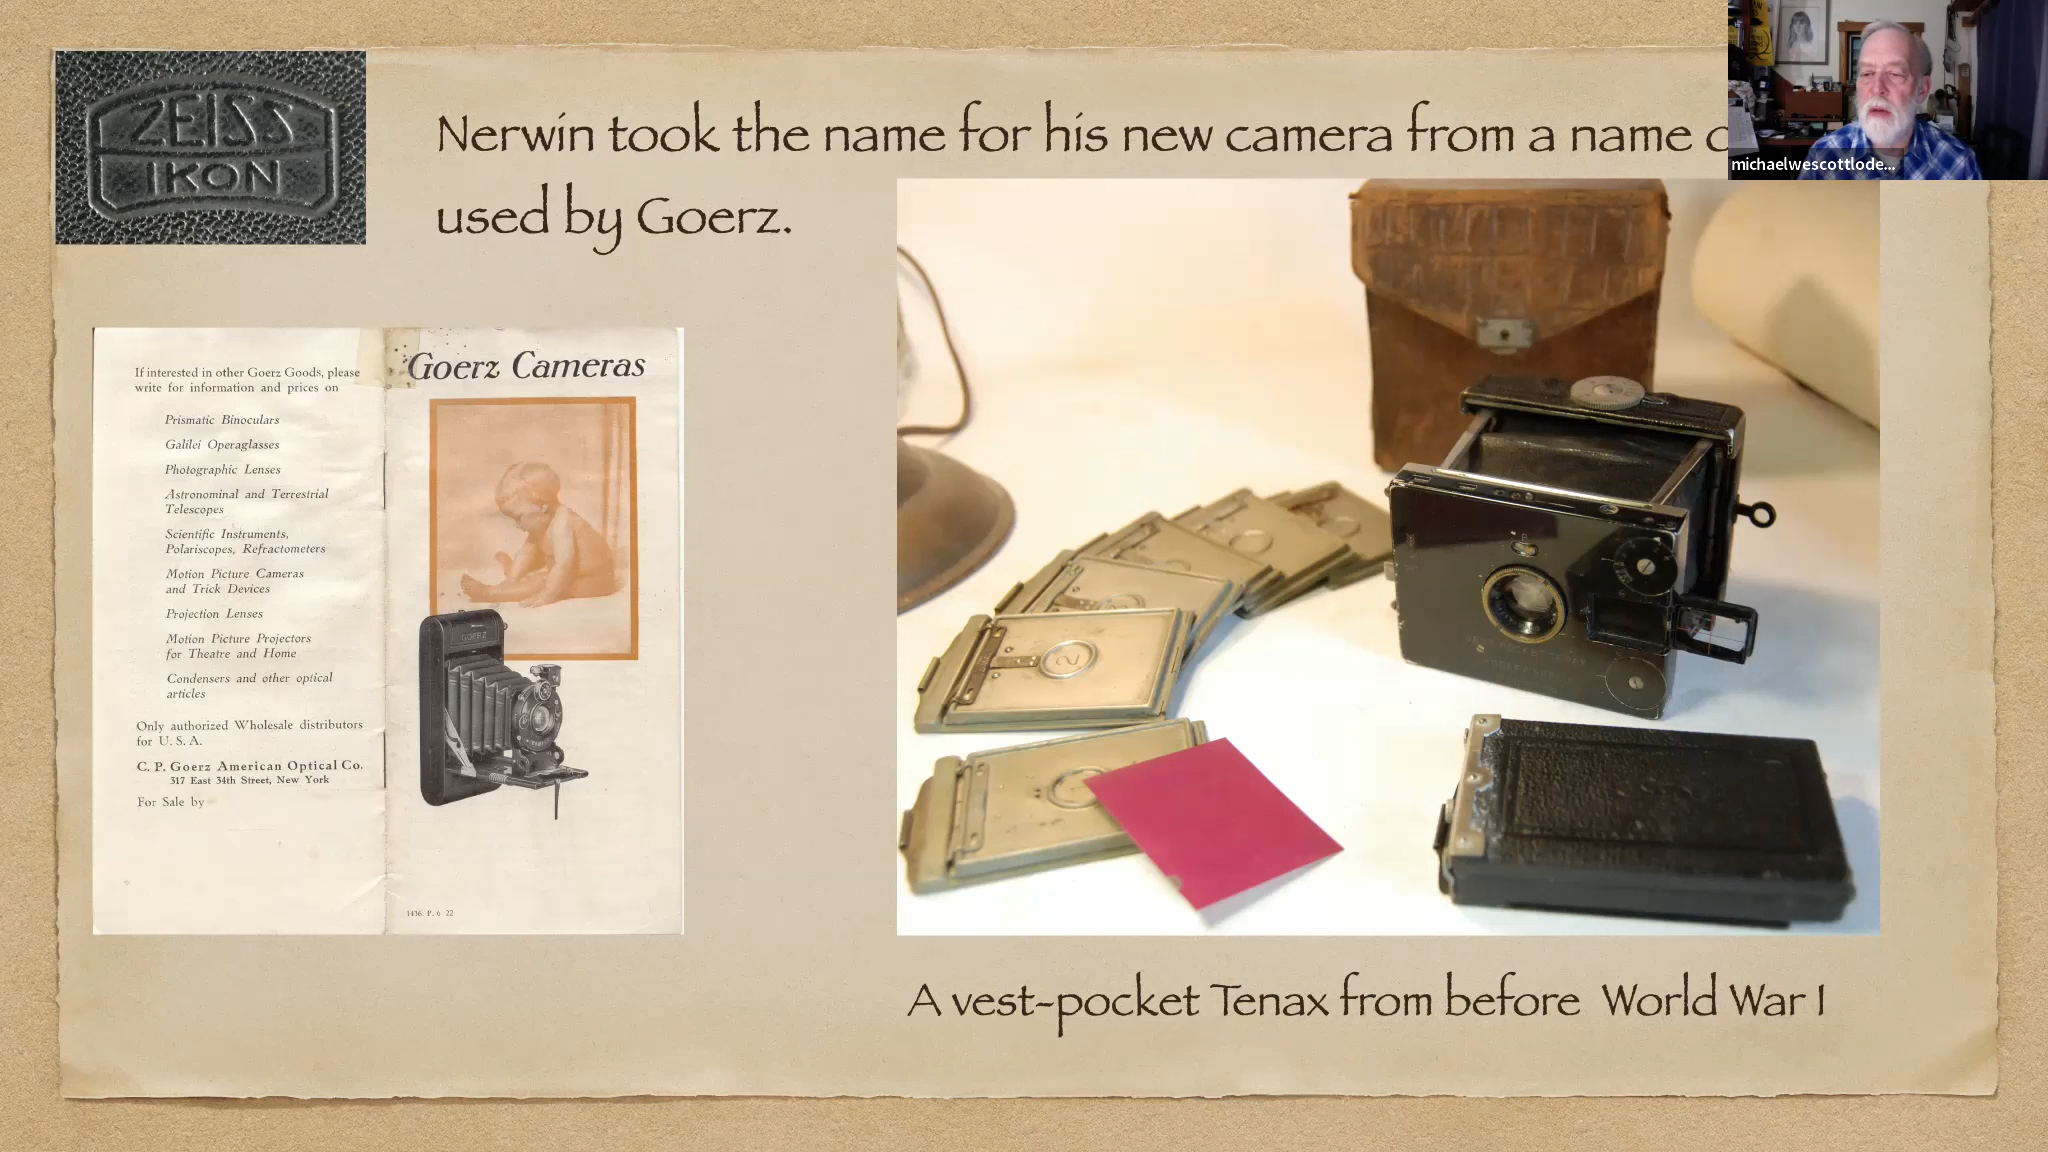 ZEISS
IKON
Nerwin took the name for his new camera from a name
used by Goerz.
michaelwescottlode...
If interested in other Goerz Goods, please
write for information and prices on
Prismatic Binoculars
Galilei Operaglasses
Photographic Lenses
Astronominal and Terrestrial
Telescopes
Scientific Instruments,
Polariscopes, Refractometers
Motion Picture Cameras
and Trick Devices
Projection Lenses
Motion Picture Projectors
for Theatre and Home
Condensers and other optical
articles
Only authorized Wholesale distributors
for U. S. A.
C. P. Goerz American Optical Co.
317 East 34th Street, New York
For Sale by
Goerz Cameras
GOERZ
1436. P. 6 22
2
A vest-pocket Tenax from before World War I